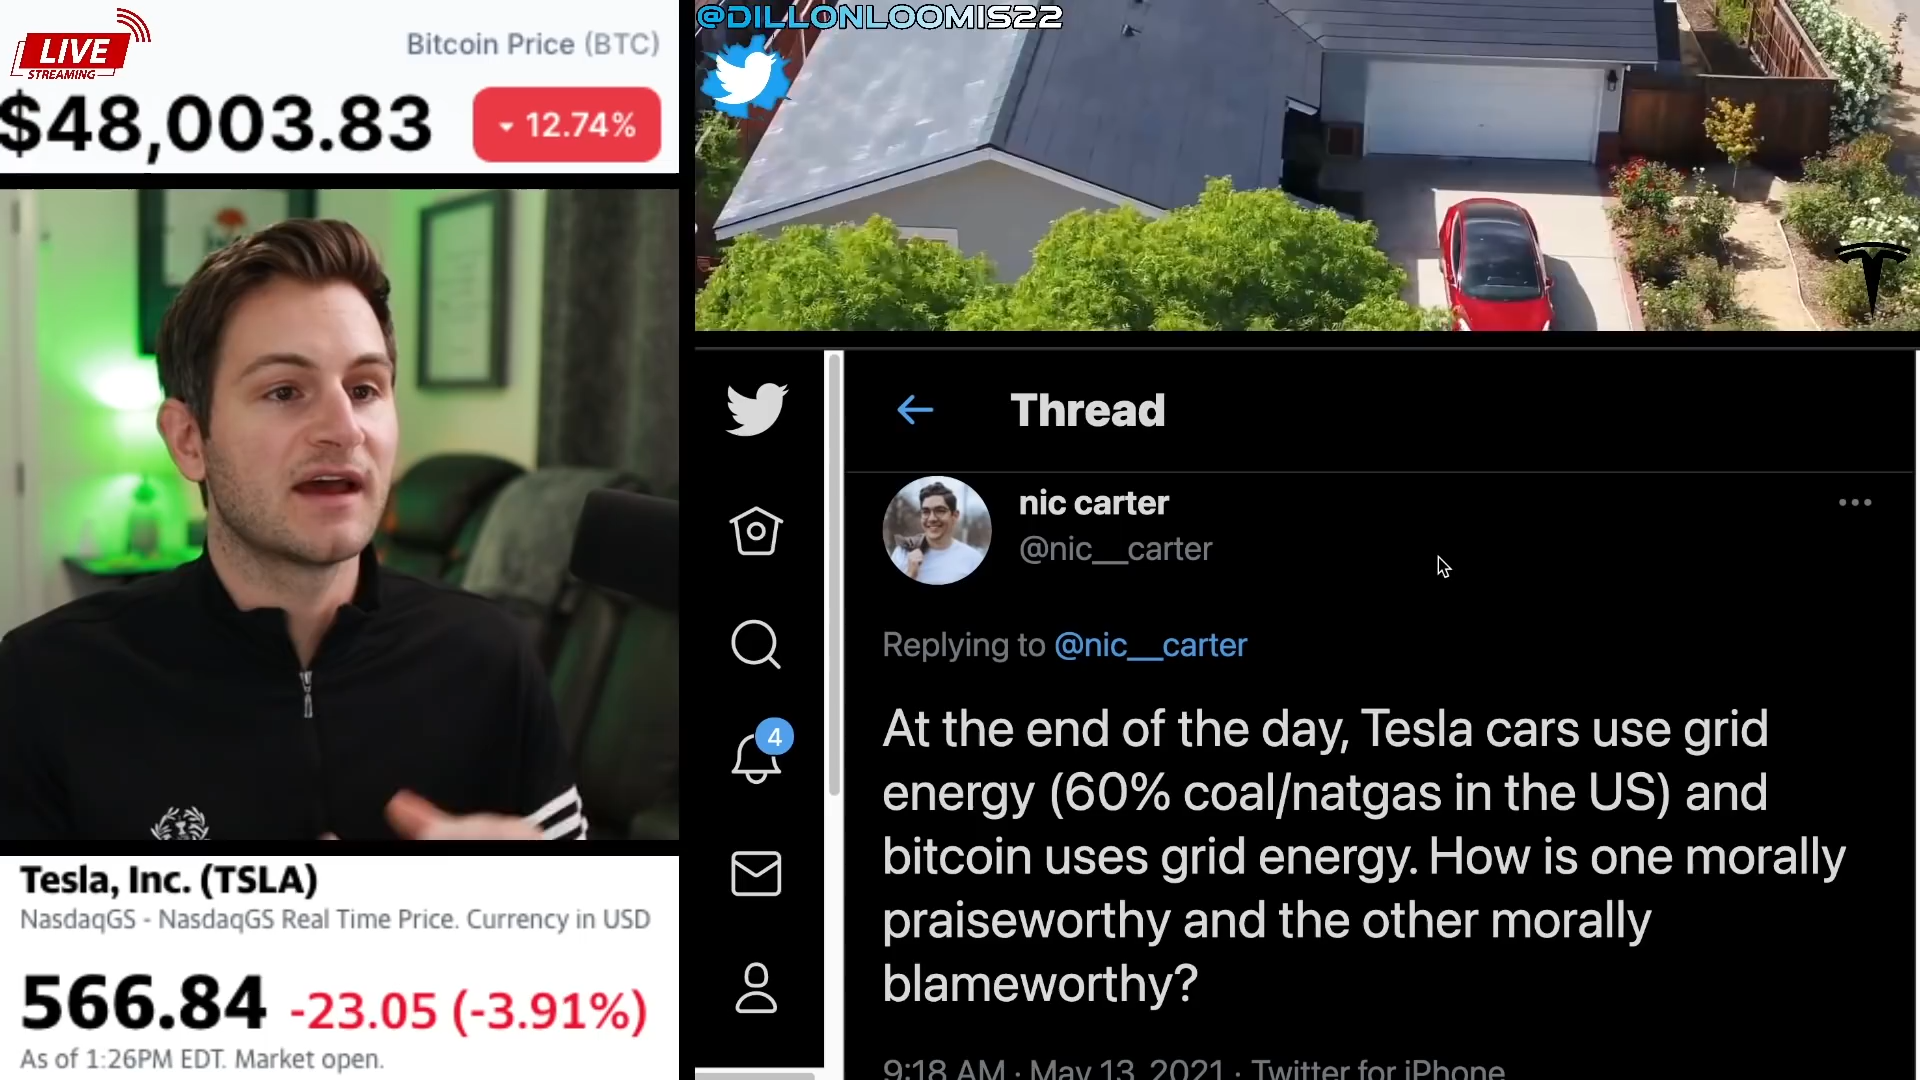 LIVE
STREAMING
Bitcoin Price (BTC)
$48,003.83
12.74%
Tesla, Inc. (TSLA)
NasdaqGS - NasdaqGS Real Time Price. Currency in USD
566.84 -23.05 (-3.91%)
As of 1:26PM EDT. Market open.
@DILLONLOOMIS22
Thread
nic carter
@nic__carter
Replying to @nic__carter
4
At the end of the day, Tesla cars use grid
energy (60% coal/natgas in the US) and
bitcoin uses grid energy. How is one morally
praiseworthy and the other morally
blameworthy?
9:18 AM · May 13, 2021 · Twitter for iPhone